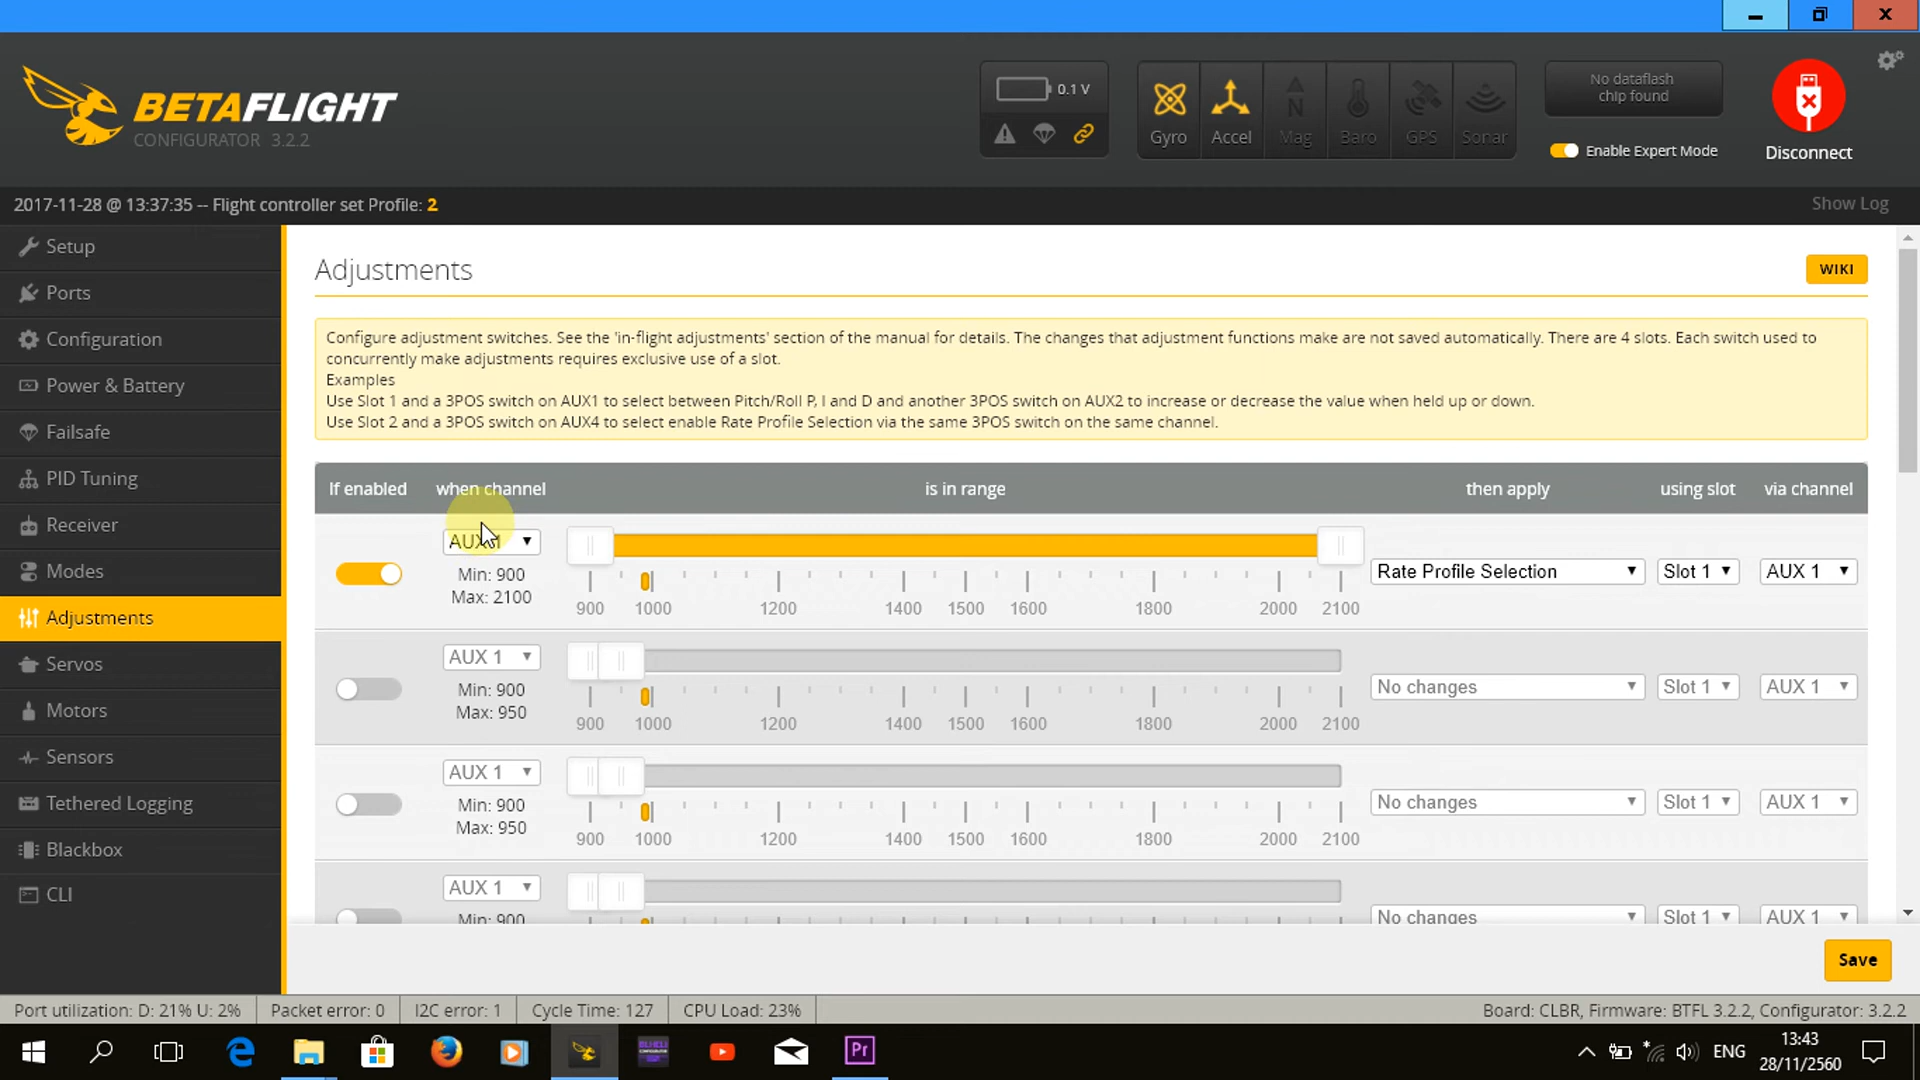 BETAFLIGHT
CONFIGURATOR 3.2.2
0.1 V
Gyro
Accel
Mag
Baro
GPS
Sonar
No dataflash
chip found
Enable Expert Mode
Disconnect
2017-11-28 @ 13:37:35 -- Flight controller set Profile: 2
Show Log
Setup
Ports
Configuration
Power & Battery
Failsafe
PID Tuning
Receiver
Modes
Adjustments
Servos
Motors
Sensors
Tethered Logging
Blackbox
CLI
Adjustments
WIKI
Configure adjustment switches. See the 'in-flight adjustments' section of the manual for details. The changes that adjustment functions make are not saved automatically. There are 4 slots. Each switch used to
concurrently make adjustments requires exclusive use of a slot.
Examples
Use Slot 1 and a 3POS switch on AUX1 to select between Pitch/Roll P, I and D and another 3POS switch on AUX2 to increase or decrease the value when held up or down.
Use Slot 2 and a 3POS switch on AUX4 to select enable Rate Profile Selection via the same 3POS switch on the same channel.
If enabled when channel is in range then apply using slot via channel
AUX 1
Min: 900
Max: 2100
900 1000 1200 1400 1500 1600 1800 2000 2100
Rate Profile Selection Slot 1 AUX 1
AUX 1
Min: 900
Max: 950
900 1000 1200 1400 1500 1600 1800 2000 2100
No changes Slot 1 AUX 1
AUX 1
Min: 900
Max: 950
900 1000 1200 1400 1500 1600 1800 2000 2100
No changes Slot 1 AUX 1
AUX 1
Min: 900
No changes Slot 1 AUX 1
Save
Port utilization: D: 21% U: 2% Packet error: 0 I2C error: 1 Cycle Time: 127 CPU Load: 23% Board: CLBR, Firmware: BTFL 3.2.2, Configurator: 3.2.2
Pr
ENG
13:43
28/11/2560